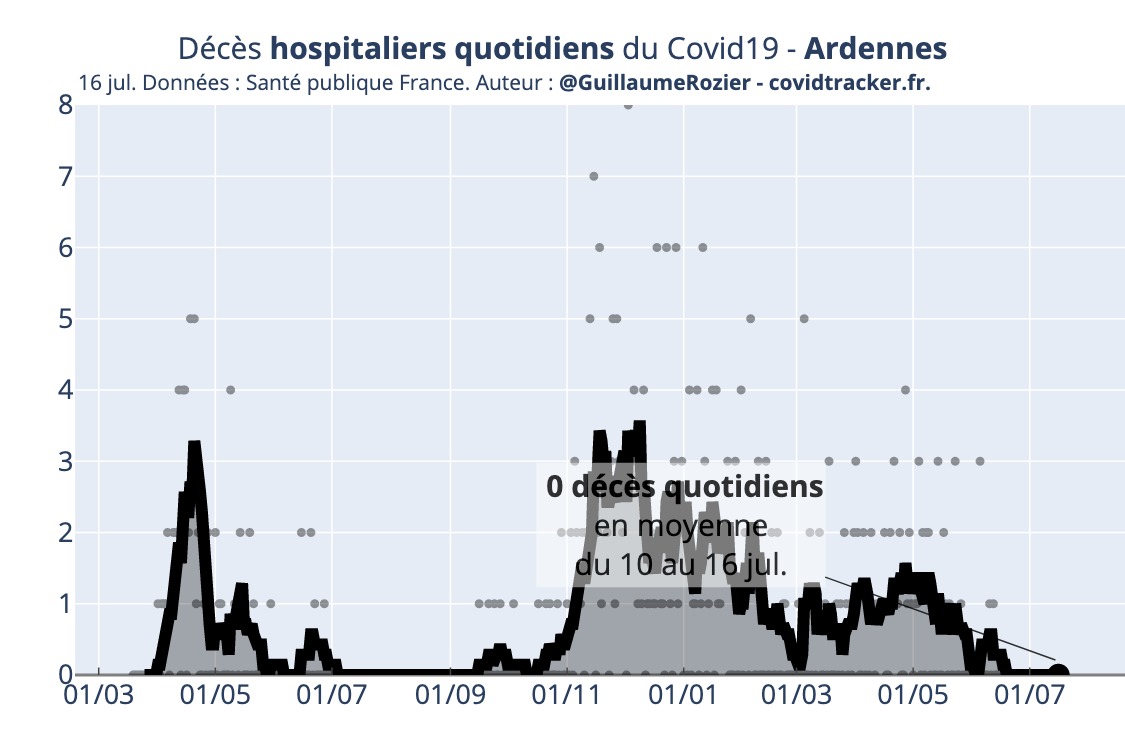 Décès hospitaliers quotidiens du Covid19 - Ardennes
16 jul. Données : Santé publique France. Auteur : @GuillaumeRozier - covidtracker.fr.
8
7
6
5
4
3
0 décès quotidiens
en moyenne
2
du 10 au 16 jul.
1
0
01/03 01/05 01/07 01/09 01/11 01/01 01/03 01/05 01/07